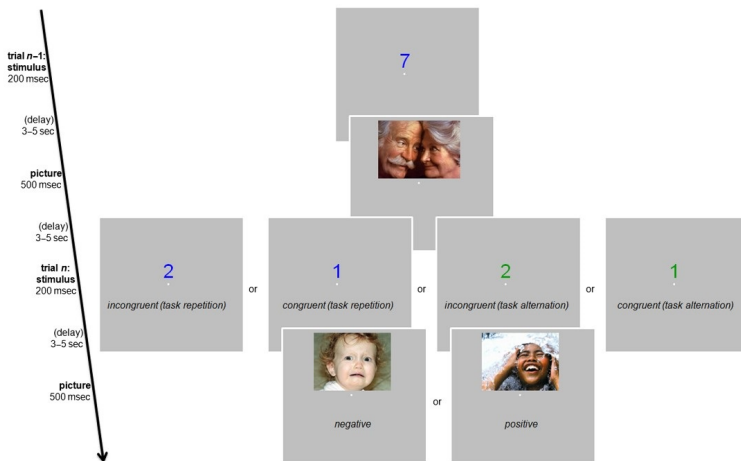 trial n–1:
stimulus
200 msec
7
(delay)
3–5 sec
picture
500 msec
(delay)
3–5 sec
trial n:
stimulus
200 msec
2
incongruent (task repetition)
or
1
congruent (task repetition)
or
2
incongruent (task alternation)
or
1
congruent (task alternation)
(delay)
3–5 sec
picture
500 msec
negative
or
positive